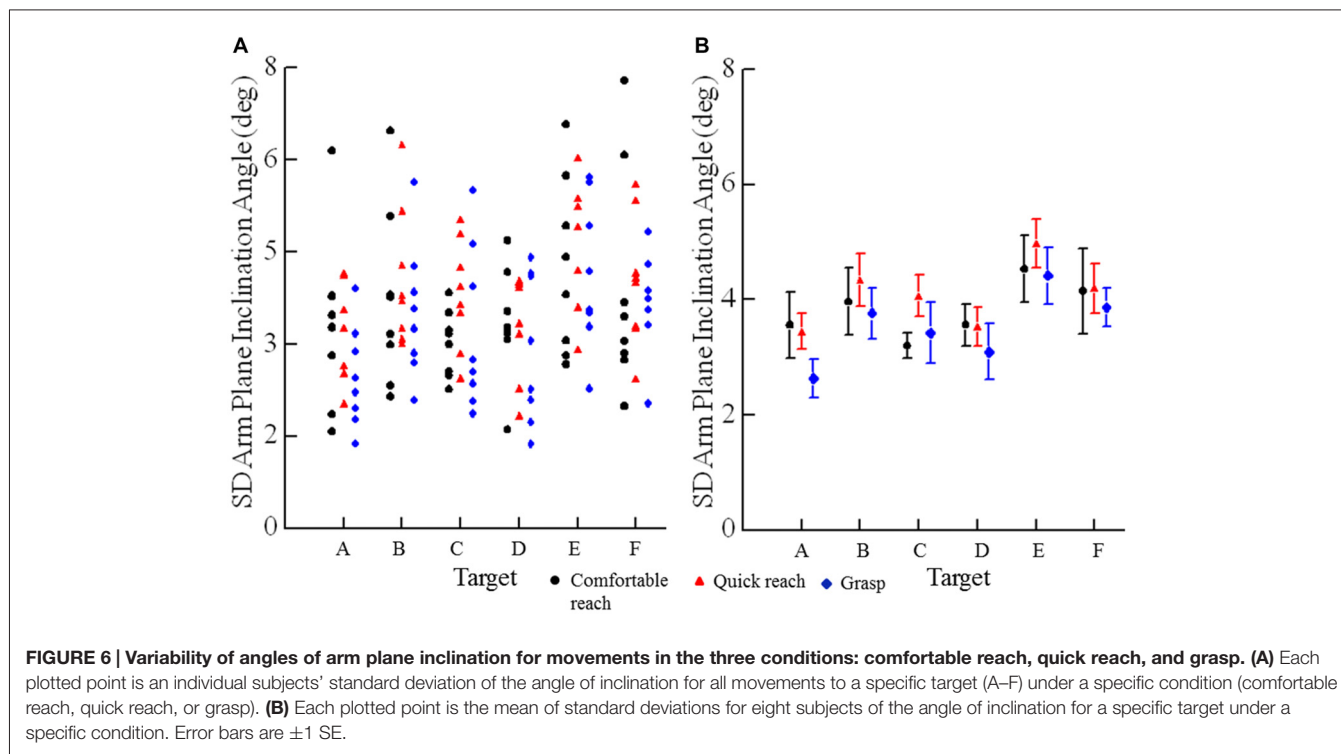 A
B
SD Arm Plane Inclination Angle (deg)
8
6
5
3
2
0
A B C D E F
Target
SD Arm Plane Inclination Angle (deg)
8
6
4
2
0
A B C D E F
Target
Comfortable reach
Quick reach
Grasp
FIGURE 6 | Variability of angles of arm plane inclination for movements in the three conditions: comfortable reach, quick reach, and grasp. (A) Each
plotted point is an individual subjects' standard deviation of the angle of inclination for all movements to a specific target (A–F) under a specific condition (comfortable
reach, quick reach, or grasp). (B) Each plotted point is the mean of standard deviations for eight subjects of the angle of inclination for a specific target under a
specific condition. Error bars are ±1 SE.